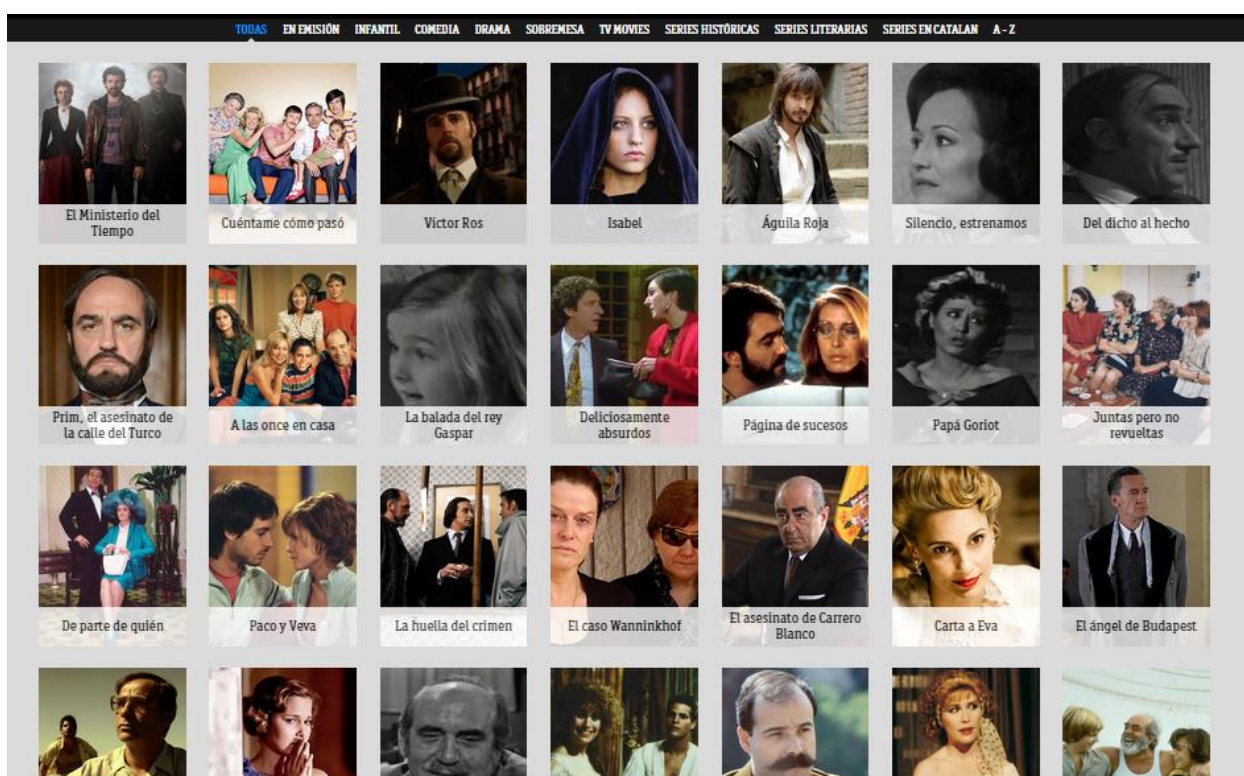 TODAS EN EMISIÓN INFANTIL COMEDIA DRAMA SOBREMESA TV MOVIES SERIES HISTÓRICAS SERIES LITERARIAS SERIES EN CATALAN A - Z
El Ministerio del
Tiempo
Cuéntame cómo pasó
Víctor Ros
Isabel
Águila Roja
Silencio, estrenamos
Del dicho al hecho
Prim, el asesinato de
la calle del Turco
A las once en casa
La balada del rey
Gaspar
Deliciosamente
absurdos
Página de sucesos
Papá Goriot
Juntas pero no
revueltas
De parte de quién
Paco y Veva
La huella del crimen
El caso Wanninkhof
El asesinato de Carrero
Blanco
Carta a Eva
El ángel de Budapest